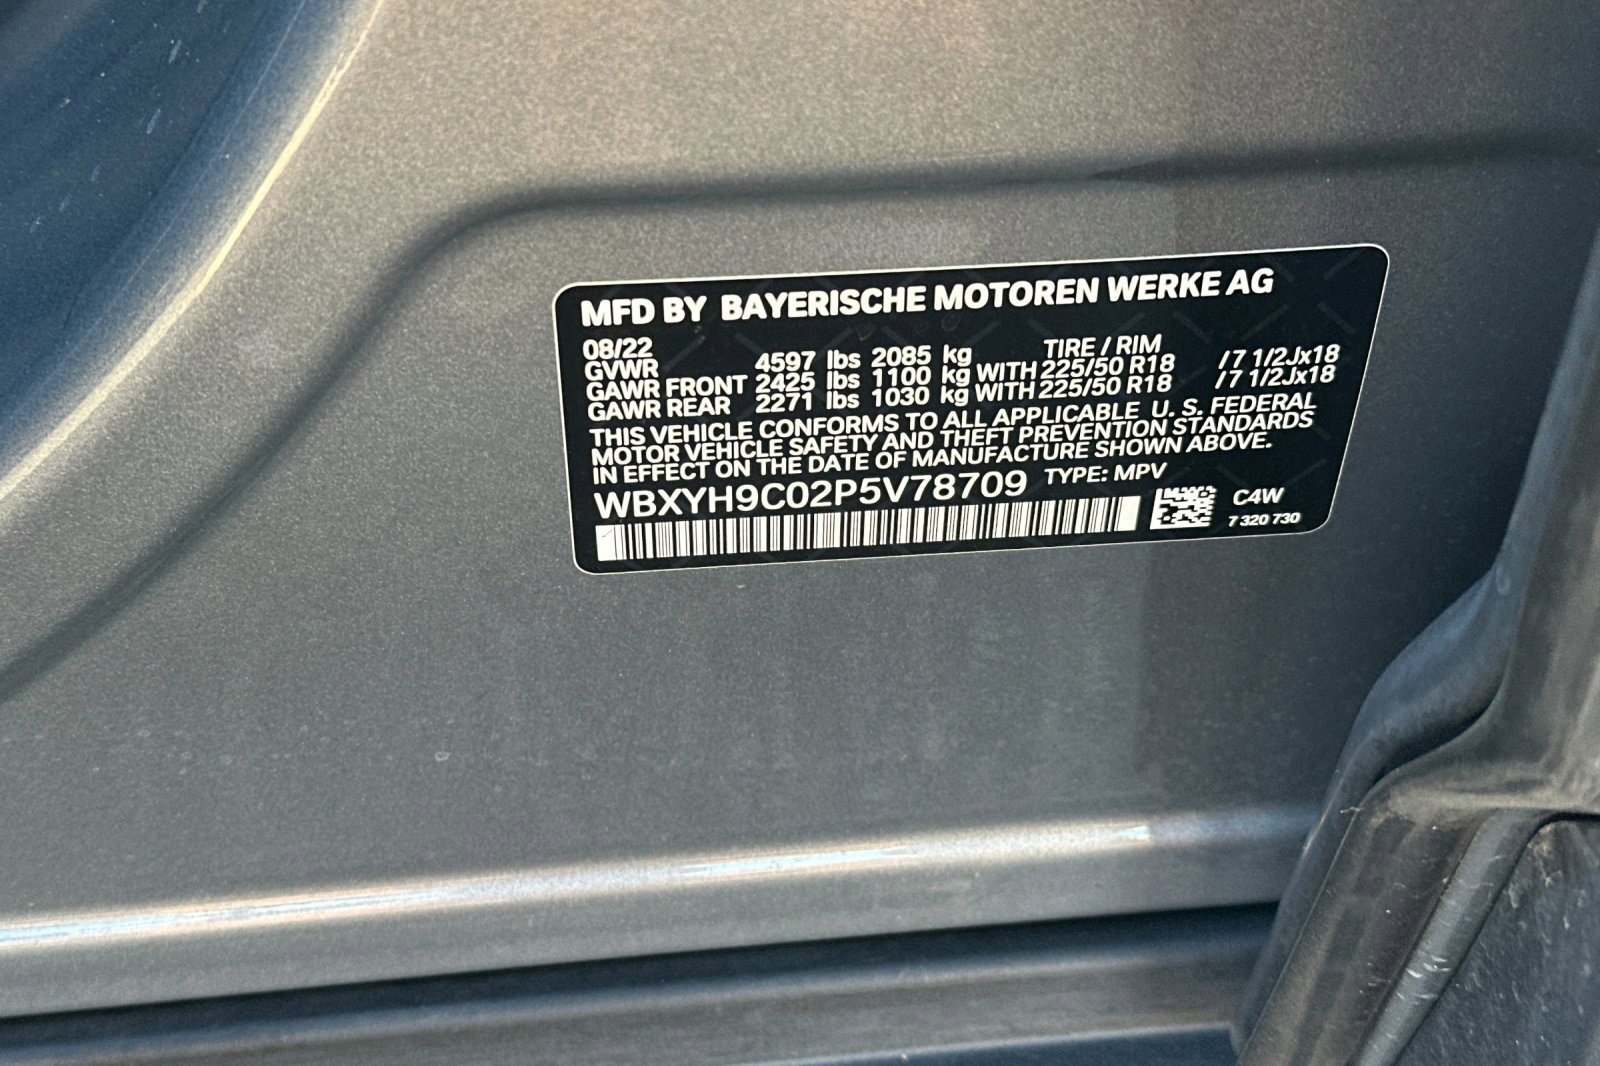 MFD BY BAYERISCHE MOTOREN WERKE AG
08/22 TIRE / RIM
GVWR 4597 lbs 2085 kg
GAWR FRONT 2425 lbs 1100 kg WITH 225/50 R18 /7 1/2Jx18
GAWR REAR 2271 lbs 1030 kg WITH 225/50 R18 /7 1/2Jx18
THIS VEHICLE CONFORMS TO ALL APPLICABLE U. S. FEDERAL
MOTOR VEHICLE SAFETY AND THEFT PREVENTION STANDARDS
IN EFFECT ON THE DATE OF MANUFACTURE SHOWN ABOVE.
WBXYH9C02P5V78709 TYPE: MPV
C4W
7 320 730